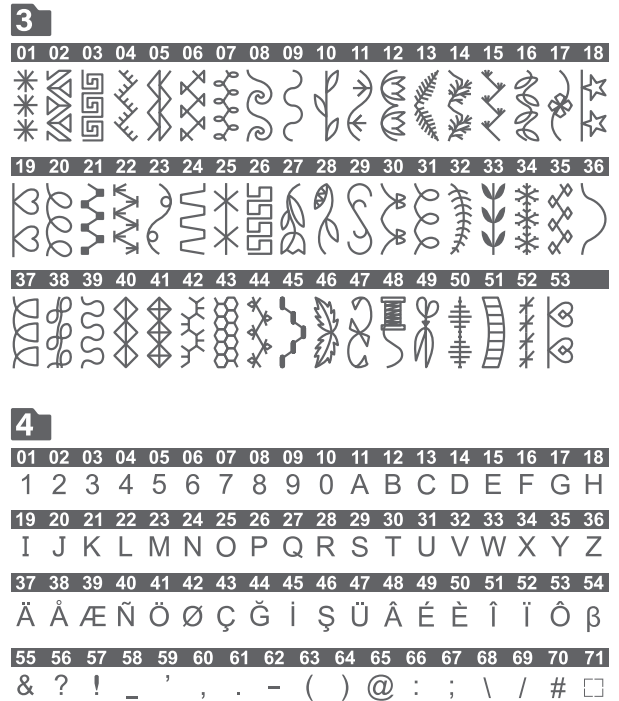 3
01 02 03 04 05 06 07 08 09 10 11 12 13 14 15 16 17 18
19 20 21 22 23 24 25 26 27 28 29 30 31 32 33 34 35 36
37 38 39 40 41 42 43 44 45 46 47 48 49 50 51 52 53
4
01 02 03 04 05 06 07 08 09 10 11 12 13 14 15 16 17 18
1 2 3 4 5 6 7 8 9 0 A B C D E F G H
19 20 21 22 23 24 25 26 27 28 29 30 31 32 33 34 35 36
I J K L M N O P Q R S T U V W X Y Z
37 38 39 40 41 42 43 44 45 46 47 48 49 50 51 52 53 54
Ä Å Æ Ñ Ö Ø Ç Ğ İ Ş Ü Â É È Î Ï Ô β
55 56 57 58 59 60 61 62 63 64 65 66 67 68 69 70 71
& ? ! _ ’ , . – ( ) @ : ; \ / #